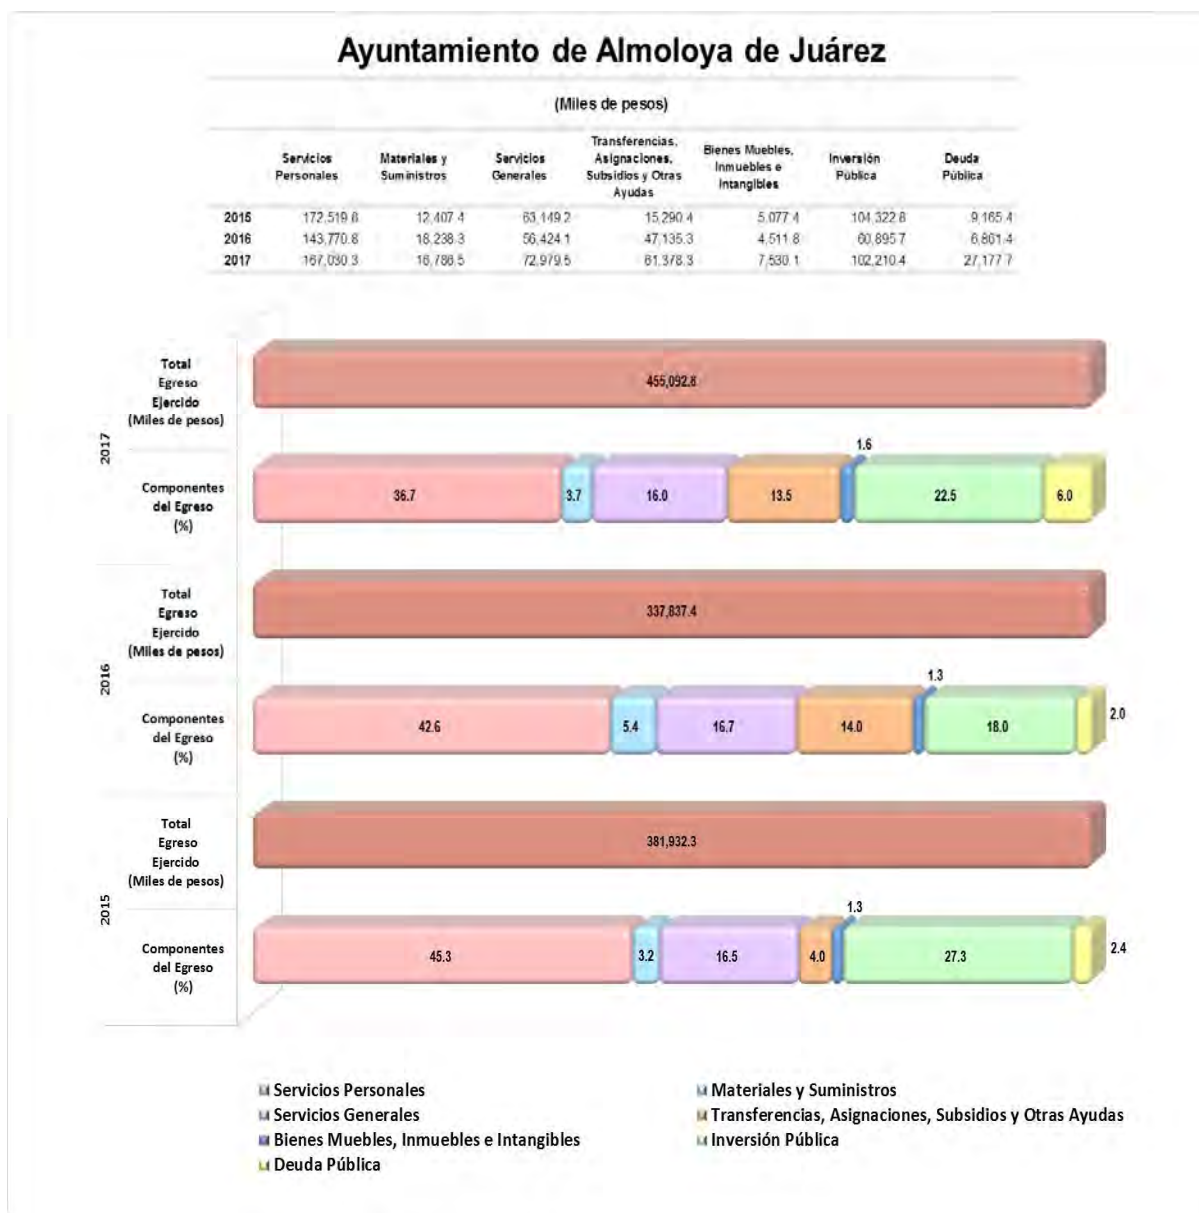 Ayuntamiento de Almoloya de Juárez
(Miles de pesos)
Servicios Personales
Materiales y Suministros
Servicios Generales
Transferencias, Asignaciones, Subsidios y Otras Ayudas
Bienes Muebles, Inmuebles e Intangibles
Inversión Pública
Deuda Pública
2015 172,519.6 12,407.4 63,149.2 15,290.4 5,077.4 104,322.8 9,165.4
2016 143,770.8 18,238.3 56,424.1 47,135.3 4,511.8 60,895.7 6,861.4
2017 167,030.3 16,786.5 72,979.5 61,378.3 7,530.1 102,210.4 27,177.7
2017
Total
Egreso
Ejercido
(Miles de pesos)
455,092.8
1.6
Componentes
del Egreso
(%)
36.7 3.7 16.0 13.5 22.5 6.0
2016
Total
Egreso
Ejercido
(Miles de pesos)
337,837.4
1.3
Componentes
del Egreso
(%)
42.6 5.4 16.7 14.0 18.0 2.0
2015
Total
Egreso
Ejercido
(Miles de pesos)
381,932.3
1.3
Componentes
del Egreso
(%)
45.3 3.2 16.5 4.0 27.3 2.4
Servicios Personales
Materiales y Suministros
Servicios Generales
Transferencias, Asignaciones, Subsidios y Otras Ayudas
Bienes Muebles, Inmuebles e Intangibles
Inversión Pública
Deuda Pública